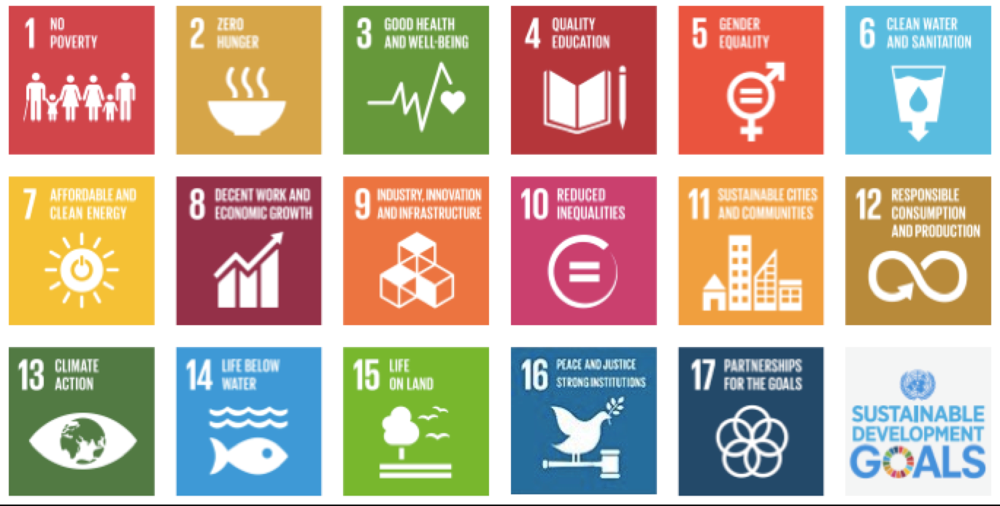 1 NO
POVERTY
2 ZERO
HUNGER
3 GOOD HEALTH
AND WELL-BEING
4 QUALITY
EDUCATION
5 GENDER
EQUALITY
6 CLEAN WATER
AND SANITATION
7 AFFORDABLE AND
CLEAN ENERGY
8 DECENT WORK AND
ECONOMIC GROWTH
9 INDUSTRY, INNOVATION
AND INFRASTRUCTURE
10 REDUCED
INEQUALITIES
11 SUSTAINABLE CITIES
AND COMMUNITIES
12 RESPONSIBLE
CONSUMPTION
AND PRODUCTION
13 CLIMATE
ACTION
14 LIFE BELOW
WATER
15 LIFE
ON LAND
16 PEACE AND JUSTICE
STRONG INSTITUTIONS
17 PARTNERSHIPS
FOR THE GOALS
SUSTAINABLE
DEVELOPMENT
GOALS